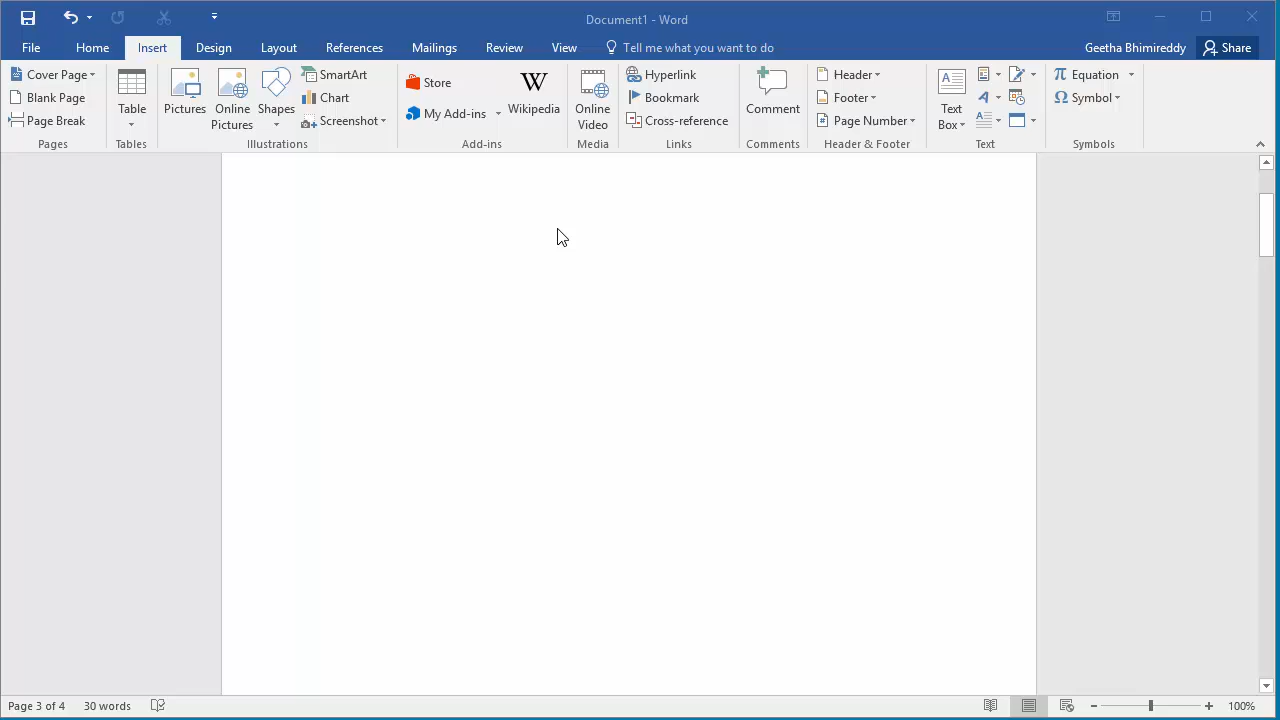 Document1 - Word
File Home Insert Design Layout References Mailings Review View Tell me what you want to do Geetha Bhimireddy Share
Cover Page
Blank Page
Page Break
Pages
Table
Tables
Pictures
Online
Pictures
Shapes
SmartArt
Chart
Screenshot
Illustrations
Store
My Add-ins
W
Wikipedia
Add-ins
Online
Video
Media
Hyperlink
Bookmark
Cross-reference
Links
Comment
Comments
Header
Footer
Page Number
Header & Footer
Text
Box
Text
Equation
Symbol
Symbols
Page 3 of 4 30 words 100%